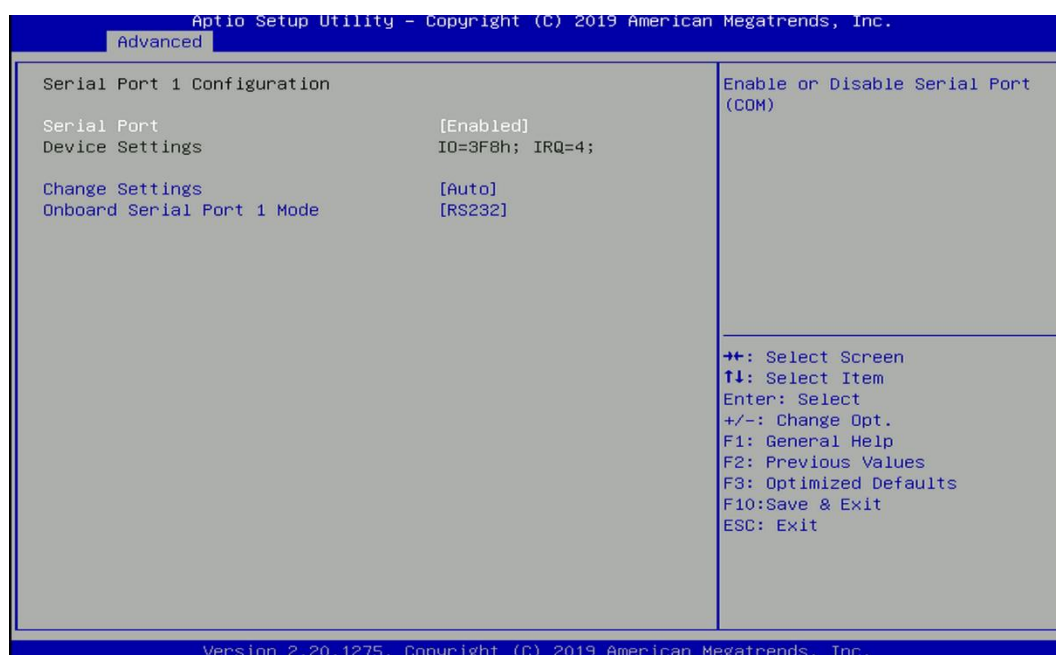 Aptio Setup Utility – Copyright (C) 2019 American Megatrends, Inc.
Advanced
Serial Port 1 Configuration
Serial Port [Enabled]
Device Settings IO=3F8h; IRQ=4;
Change Settings [Auto]
Onboard Serial Port 1 Mode [RS232]
Enable or Disable Serial Port
(COM)
→←: Select Screen
↑↓: Select Item
Enter: Select
+/-: Change Opt.
F1: General Help
F2: Previous Values
F3: Optimized Defaults
F10:Save & Exit
ESC: Exit
Version 2.20.1275. Copyright (C) 2019 American Megatrends, Inc.